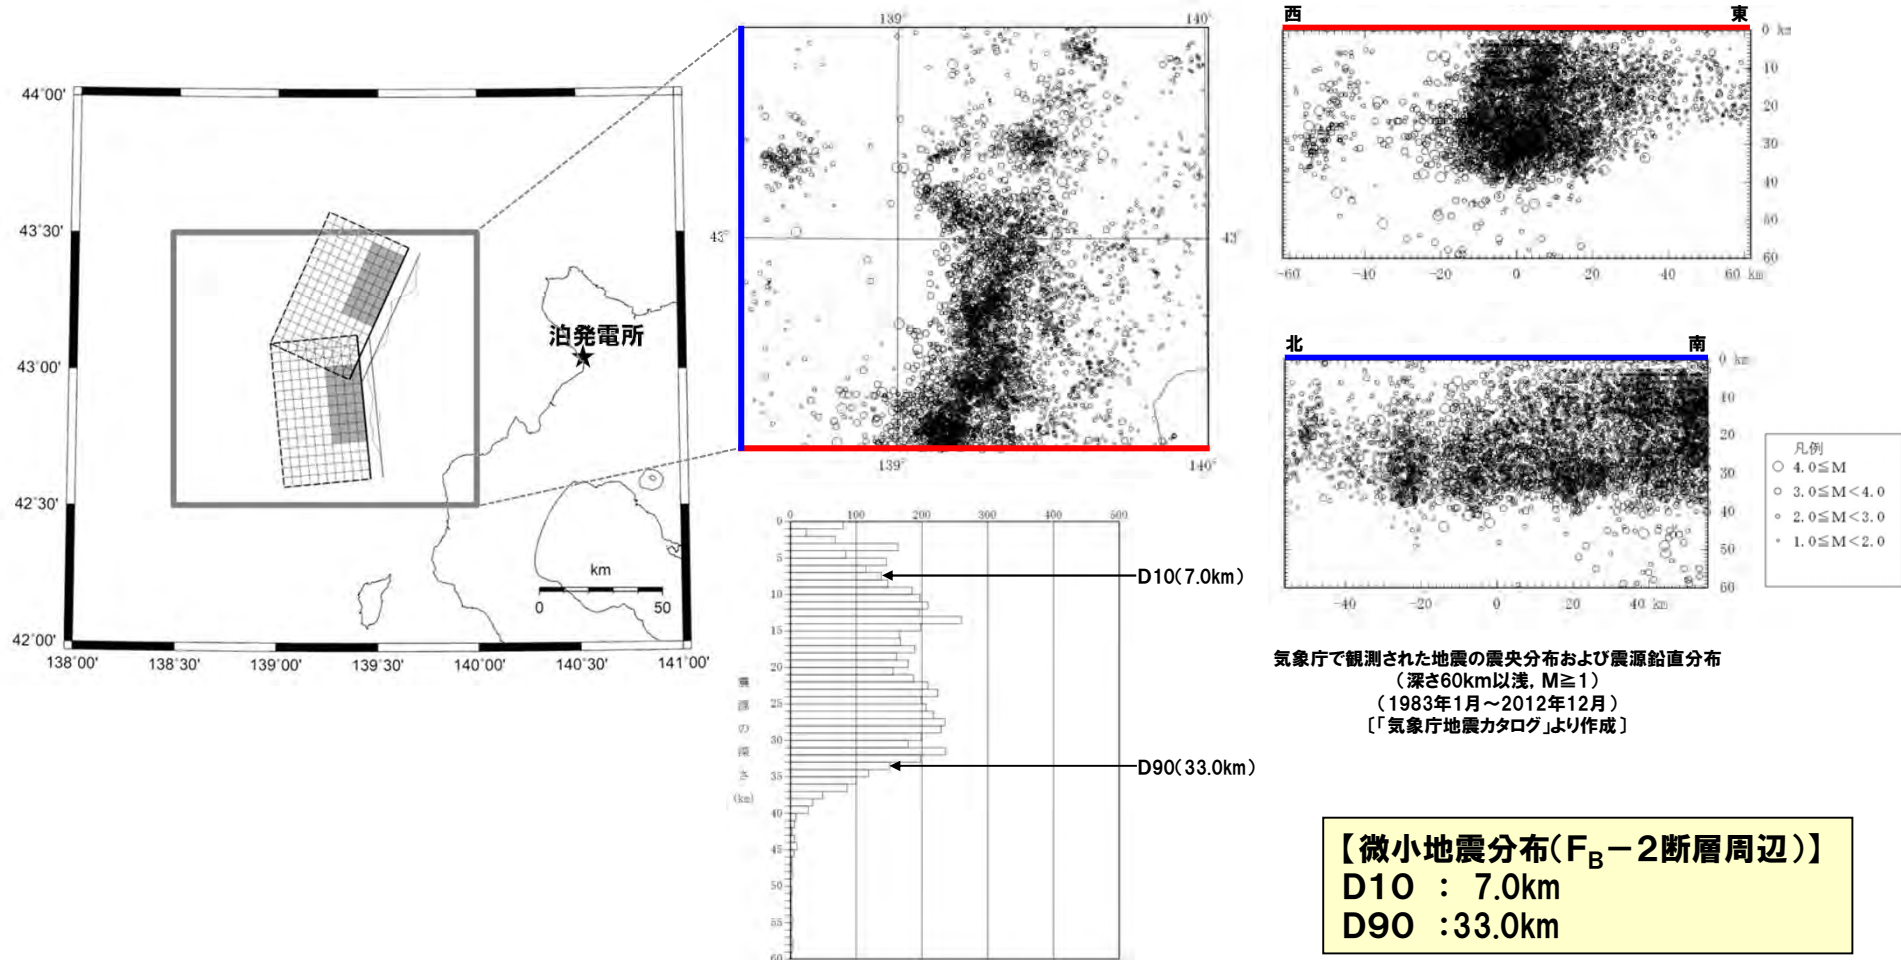 44°00'
43°30'
43°00'
42°30'
42°00'
138°00'
138°30'
139°00'
139°30'
140°00'
140°30'
141°00'
泊発電所
km
0
50
139°
140°
43°
43°
139°
140°
西
東
0 km
10
20
30
40
50
60
-60
-40
-20
0
20
40
60 km
北
南
0 km
10
20
30
40
50
60
-40
-20
0
20
40 km
凡例
4.0≦M
3.0≦M<4.0
2.0≦M<3.0
1.0≦M<2.0
0
100
200
300
400
500
0
5
10
15
20
25
30
35
40
45
50
55
60
震源の深さ
(km)
D10(7.0km)
D90(33.0km)
気象庁で観測された地震の震央分布および震源鉛直分布
(深さ60km以浅, M≧1)
(1983年1月~2012年12月)
[「気象庁地震カタログ」より作成]
【微小地震分布(FB-2断層周辺)】
D10 : 7.0km
D90 :33.0km